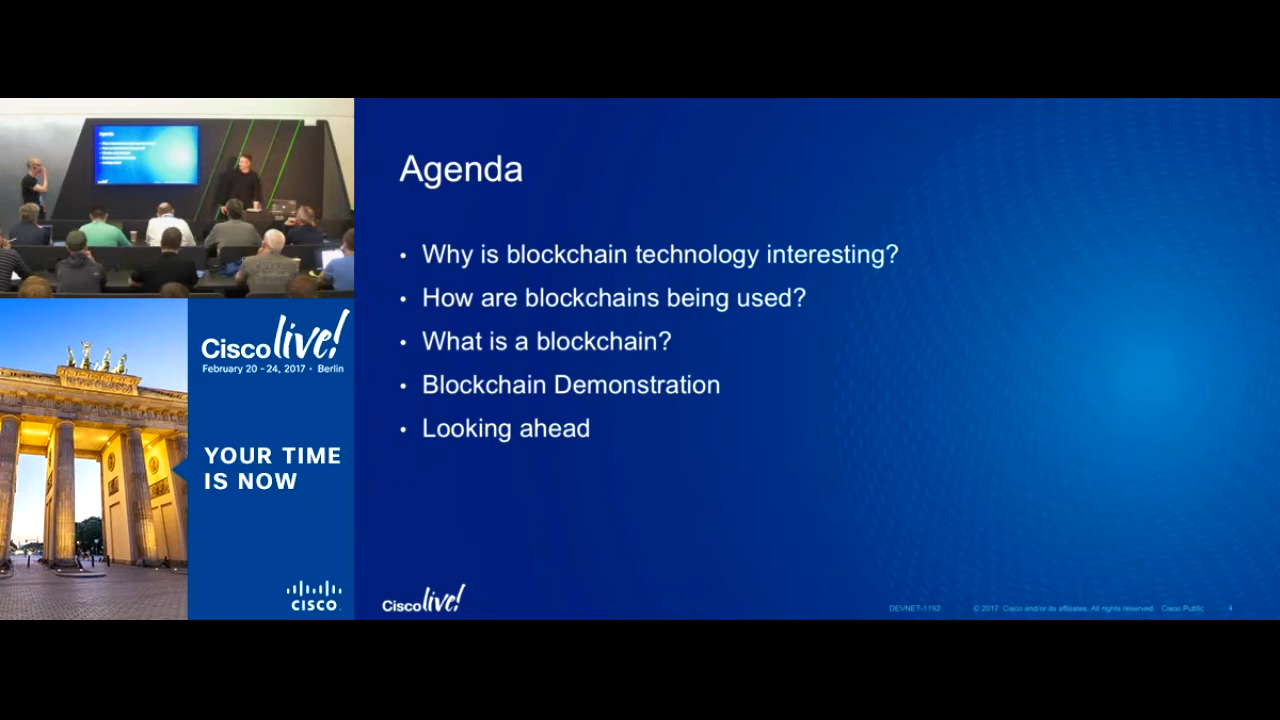 Agenda
• Why is blockchain technology interesting?
• How are blockchains being used?
• What is a blockchain?
• Blockchain Demonstration
• Looking ahead
Cisco live!
February 20 - 24, 2017 • Berlin
YOUR TIME
IS NOW
CISCO
Cisco live!
DEVNET-1192
© 2017 Cisco and/or its affiliates. All rights reserved. Cisco Public
4